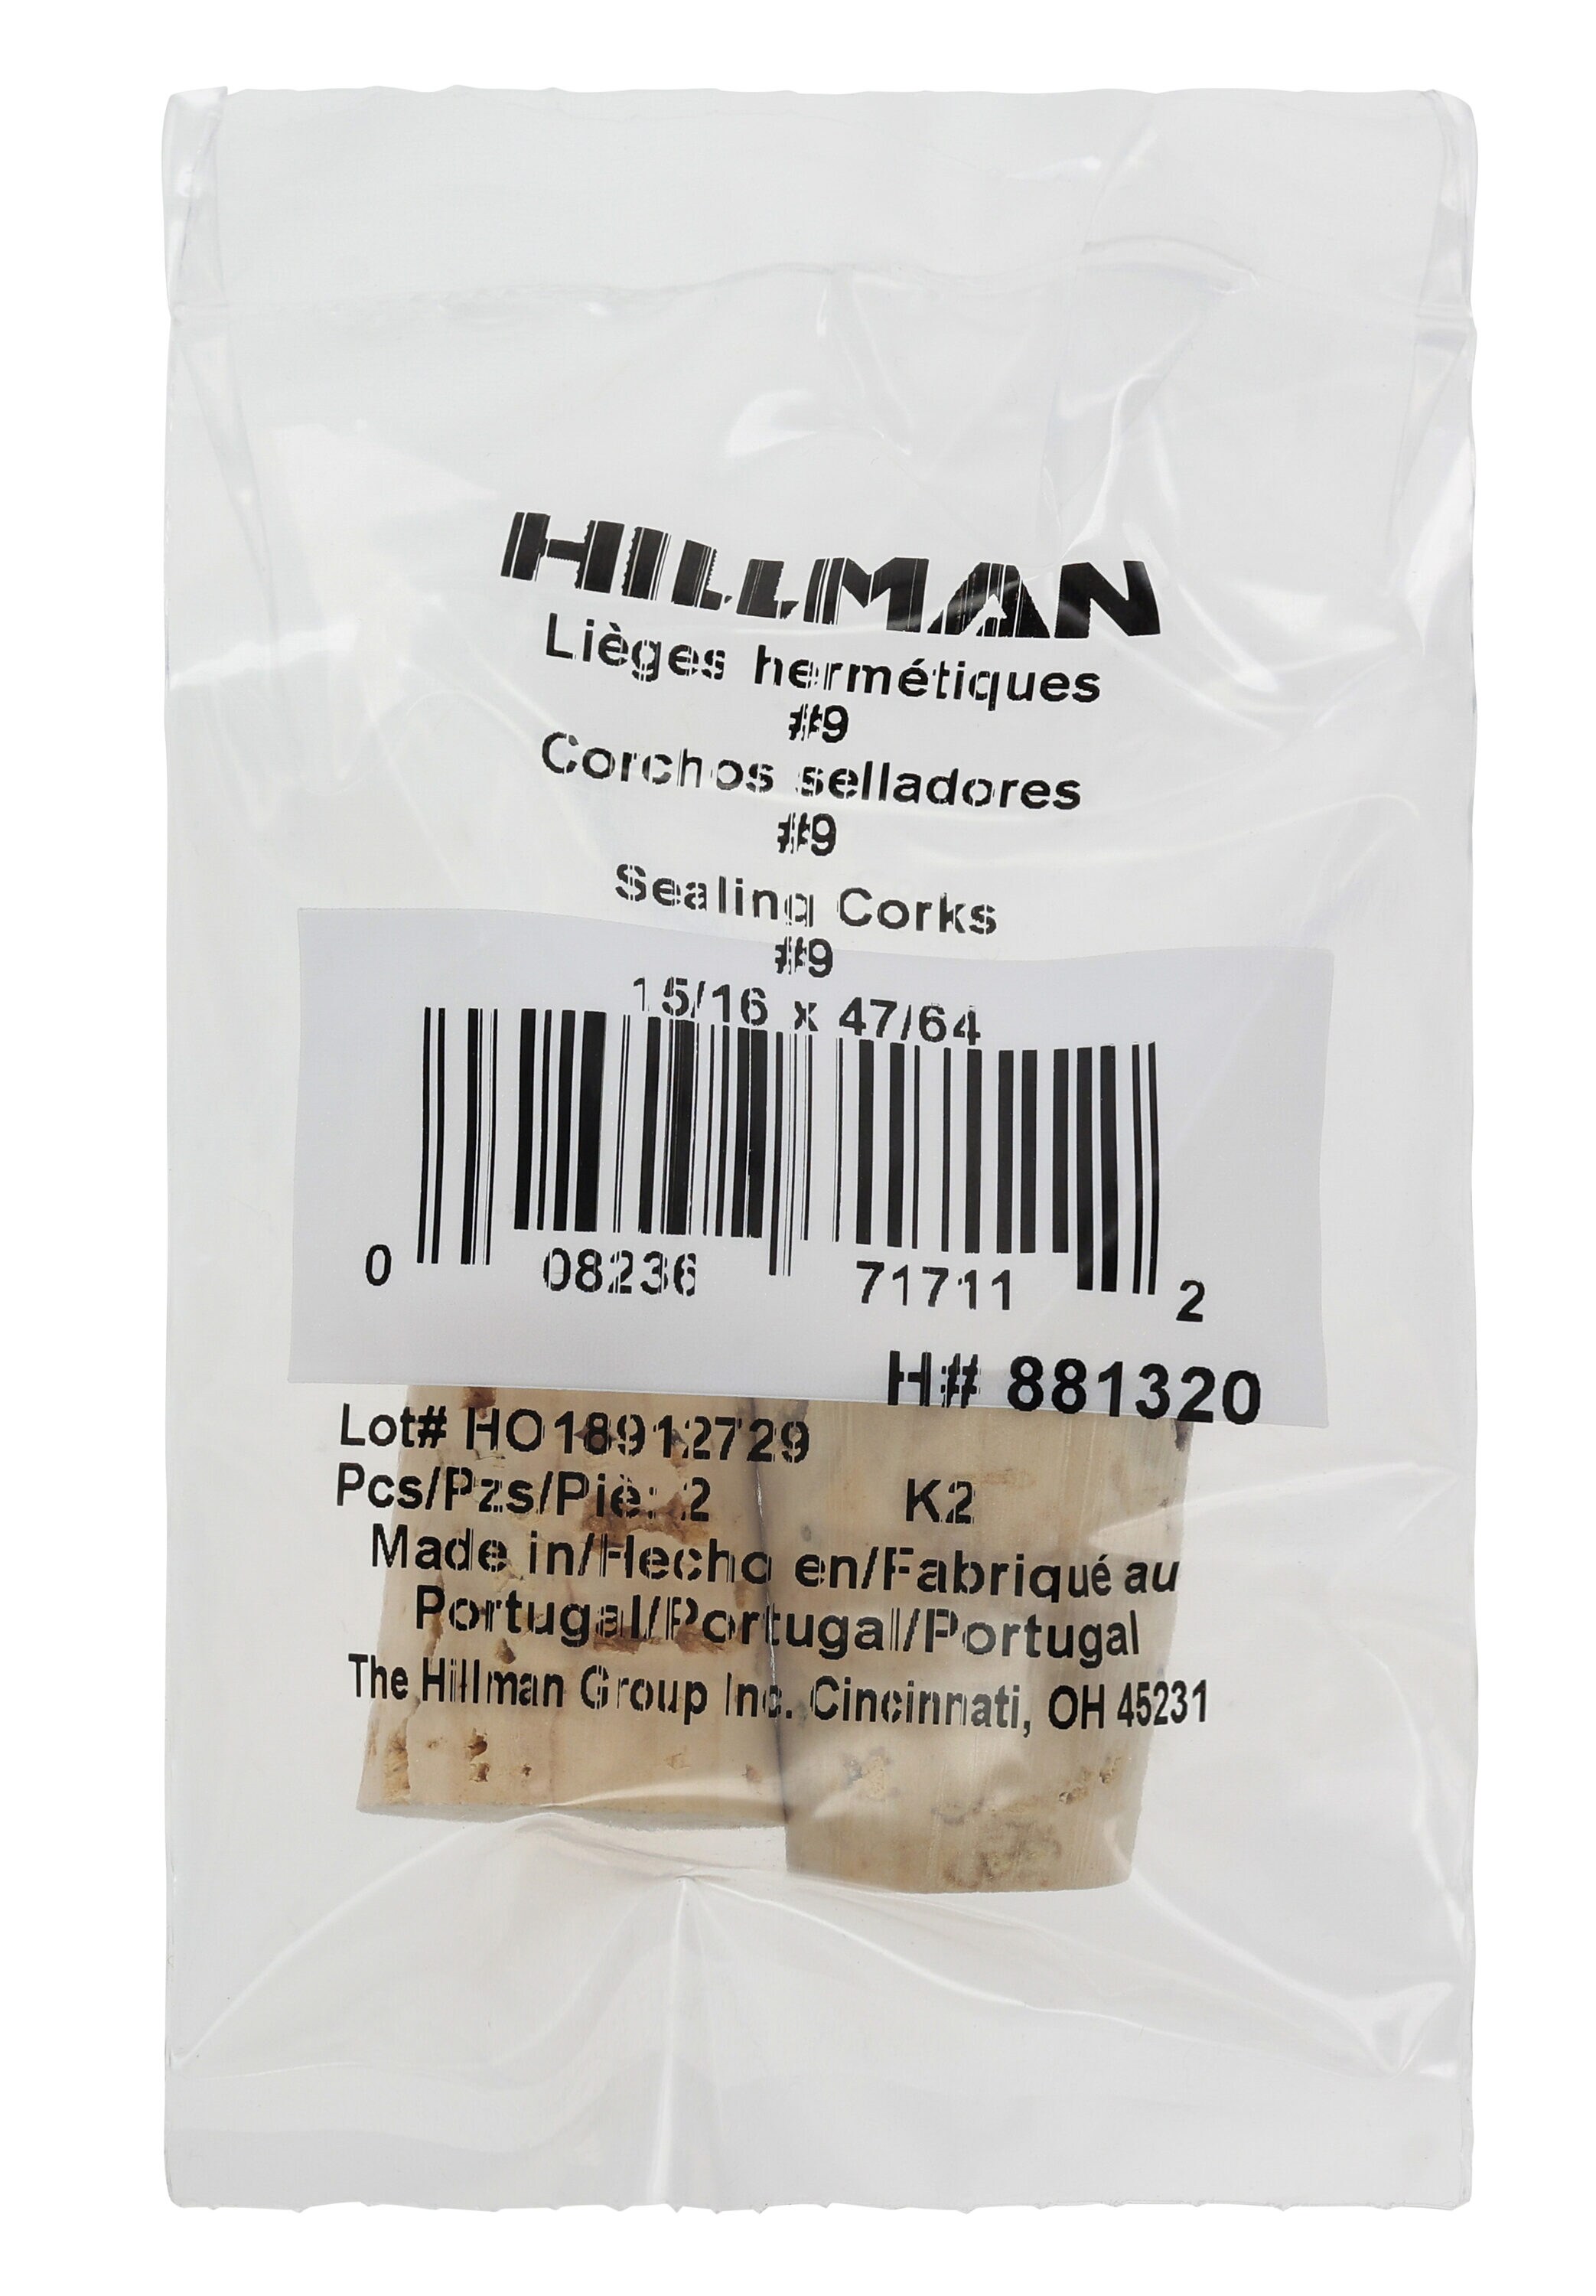 HILLMAN
Lièges hermétiques
#9
Corchos selladores
#9
Sealing Corks
#9
15/16 x 47/64
0 08236 71711 2
H# 881320
Lot# HO18912729
Pcs/Pzs/Piè: 2 K2
Made in/Hecho en/Fabriqué au
Portugal/Portugal/Portugal
The Hillman Group Inc. Cincinnati, OH 45231